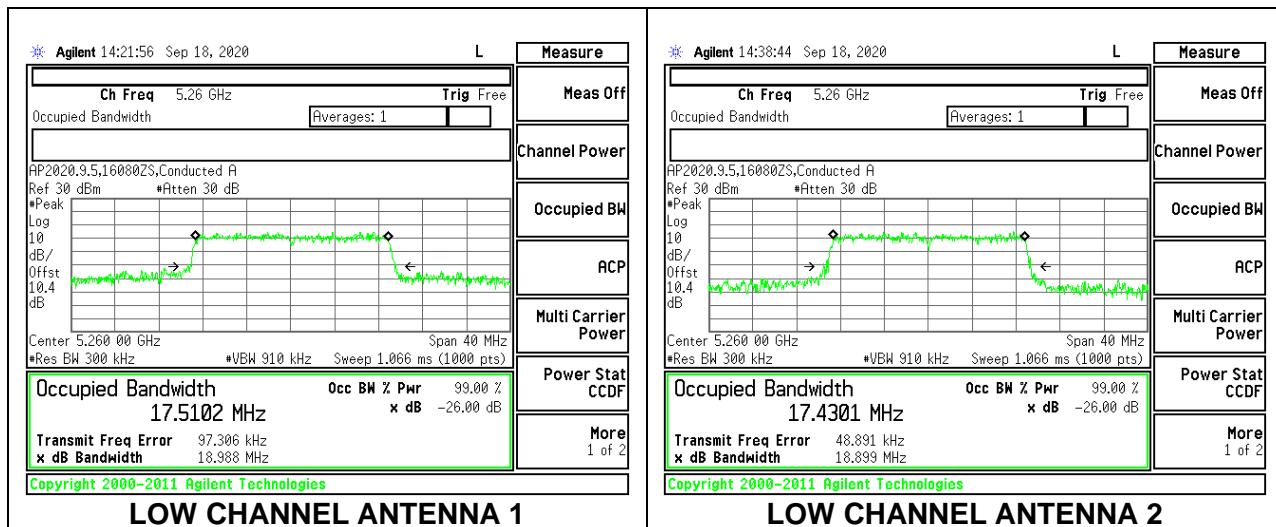 Agilent 14:21:56 Sep 18, 2020 L
Measure
Ch Freq 5.26 GHz Trig Free
Occupied Bandwidth Averages: 1
AP2020.9.5,16080ZS,Conducted A
Ref 30 dBm #Atten 30 dB
#Peak
Log
10
dB/
Offst
10.4
dB
Center 5.260 00 GHz Span 40 MHz
#Res BW 300 kHz #VBW 910 kHz Sweep 1.066 ms (1000 pts)
Occupied Bandwidth Occ BW % Pwr 99.00 %
17.5102 MHz x dB -26.00 dB
Transmit Freq Error 97.306 kHz
x dB Bandwidth 18.988 MHz
Copyright 2000-2011 Agilent Technologies
Meas Off
Channel Power
Occupied BW
ACP
Multi Carrier
Power
Power Stat
CCDF
More
1 of 2
LOW CHANNEL ANTENNA 1
Agilent 14:38:44 Sep 18, 2020 L
Measure
Ch Freq 5.26 GHz Trig Free
Occupied Bandwidth Averages: 1
AP2020.9.5,16080ZS,Conducted A
Ref 30 dBm #Atten 30 dB
#Peak
Log
10
dB/
Offst
10.4
dB
Center 5.260 00 GHz Span 40 MHz
#Res BW 300 kHz #VBW 910 kHz Sweep 1.066 ms (1000 pts)
Occupied Bandwidth Occ BW % Pwr 99.00 %
17.4301 MHz x dB -26.00 dB
Transmit Freq Error 48.891 kHz
x dB Bandwidth 18.899 MHz
Copyright 2000-2011 Agilent Technologies
Meas Off
Channel Power
Occupied BW
ACP
Multi Carrier
Power
Power Stat
CCDF
More
1 of 2
LOW CHANNEL ANTENNA 2